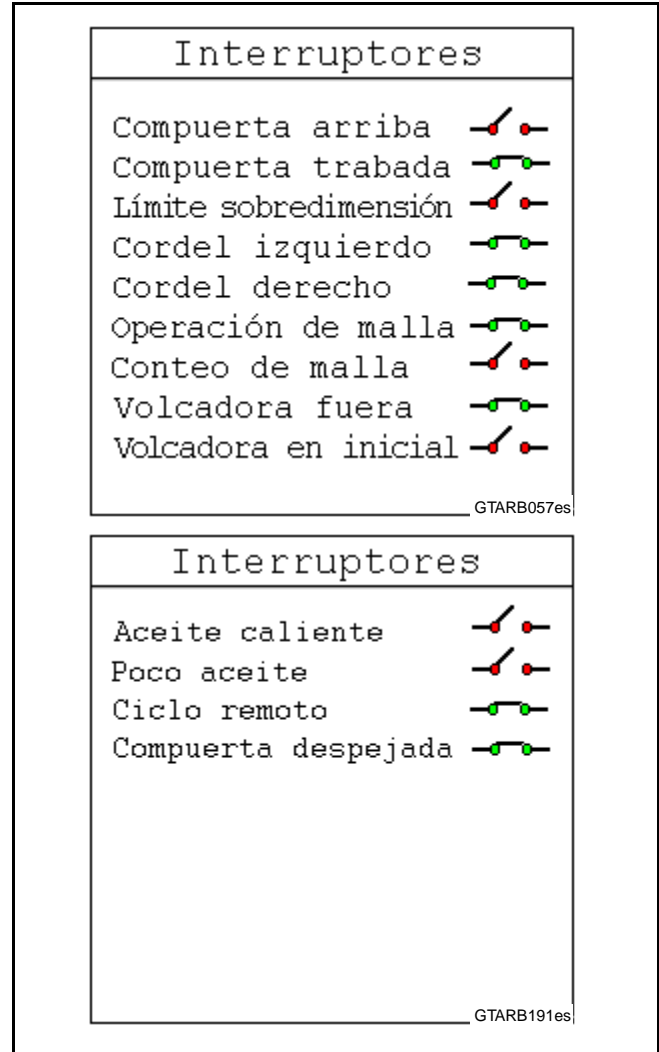 Interruptores
Compuerta arriba
Compuerta trabada
Límite sobredimensión
Cordel izquierdo
Cordel derecho
Operación de malla
Conteo de malla
Volcadora fuera
Volcadora en inicial
GTARB057es
Interruptores
Aceite caliente
Poco aceite
Ciclo remoto
Compuerta despejada
GTARB191es